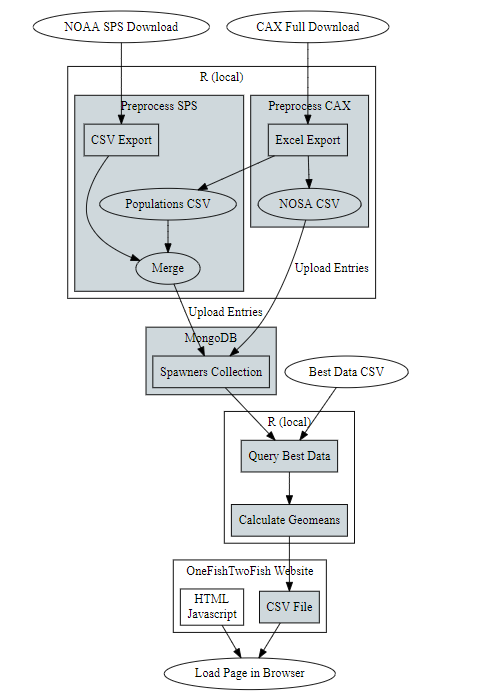 NOAA SPS Download
CAX Full Download
R (local)
Preprocess SPS
Preprocess CAX
CSV Export
Excel Export
Populations CSV
NOSA CSV
Merge
Upload Entries
Upload Entries
MongoDB
Spawners Collection
Best Data CSV
R (local)
Query Best Data
Calculate Geomeans
OneFishTwoFish Website
HTML
Javascript
CSV File
Load Page in Browser